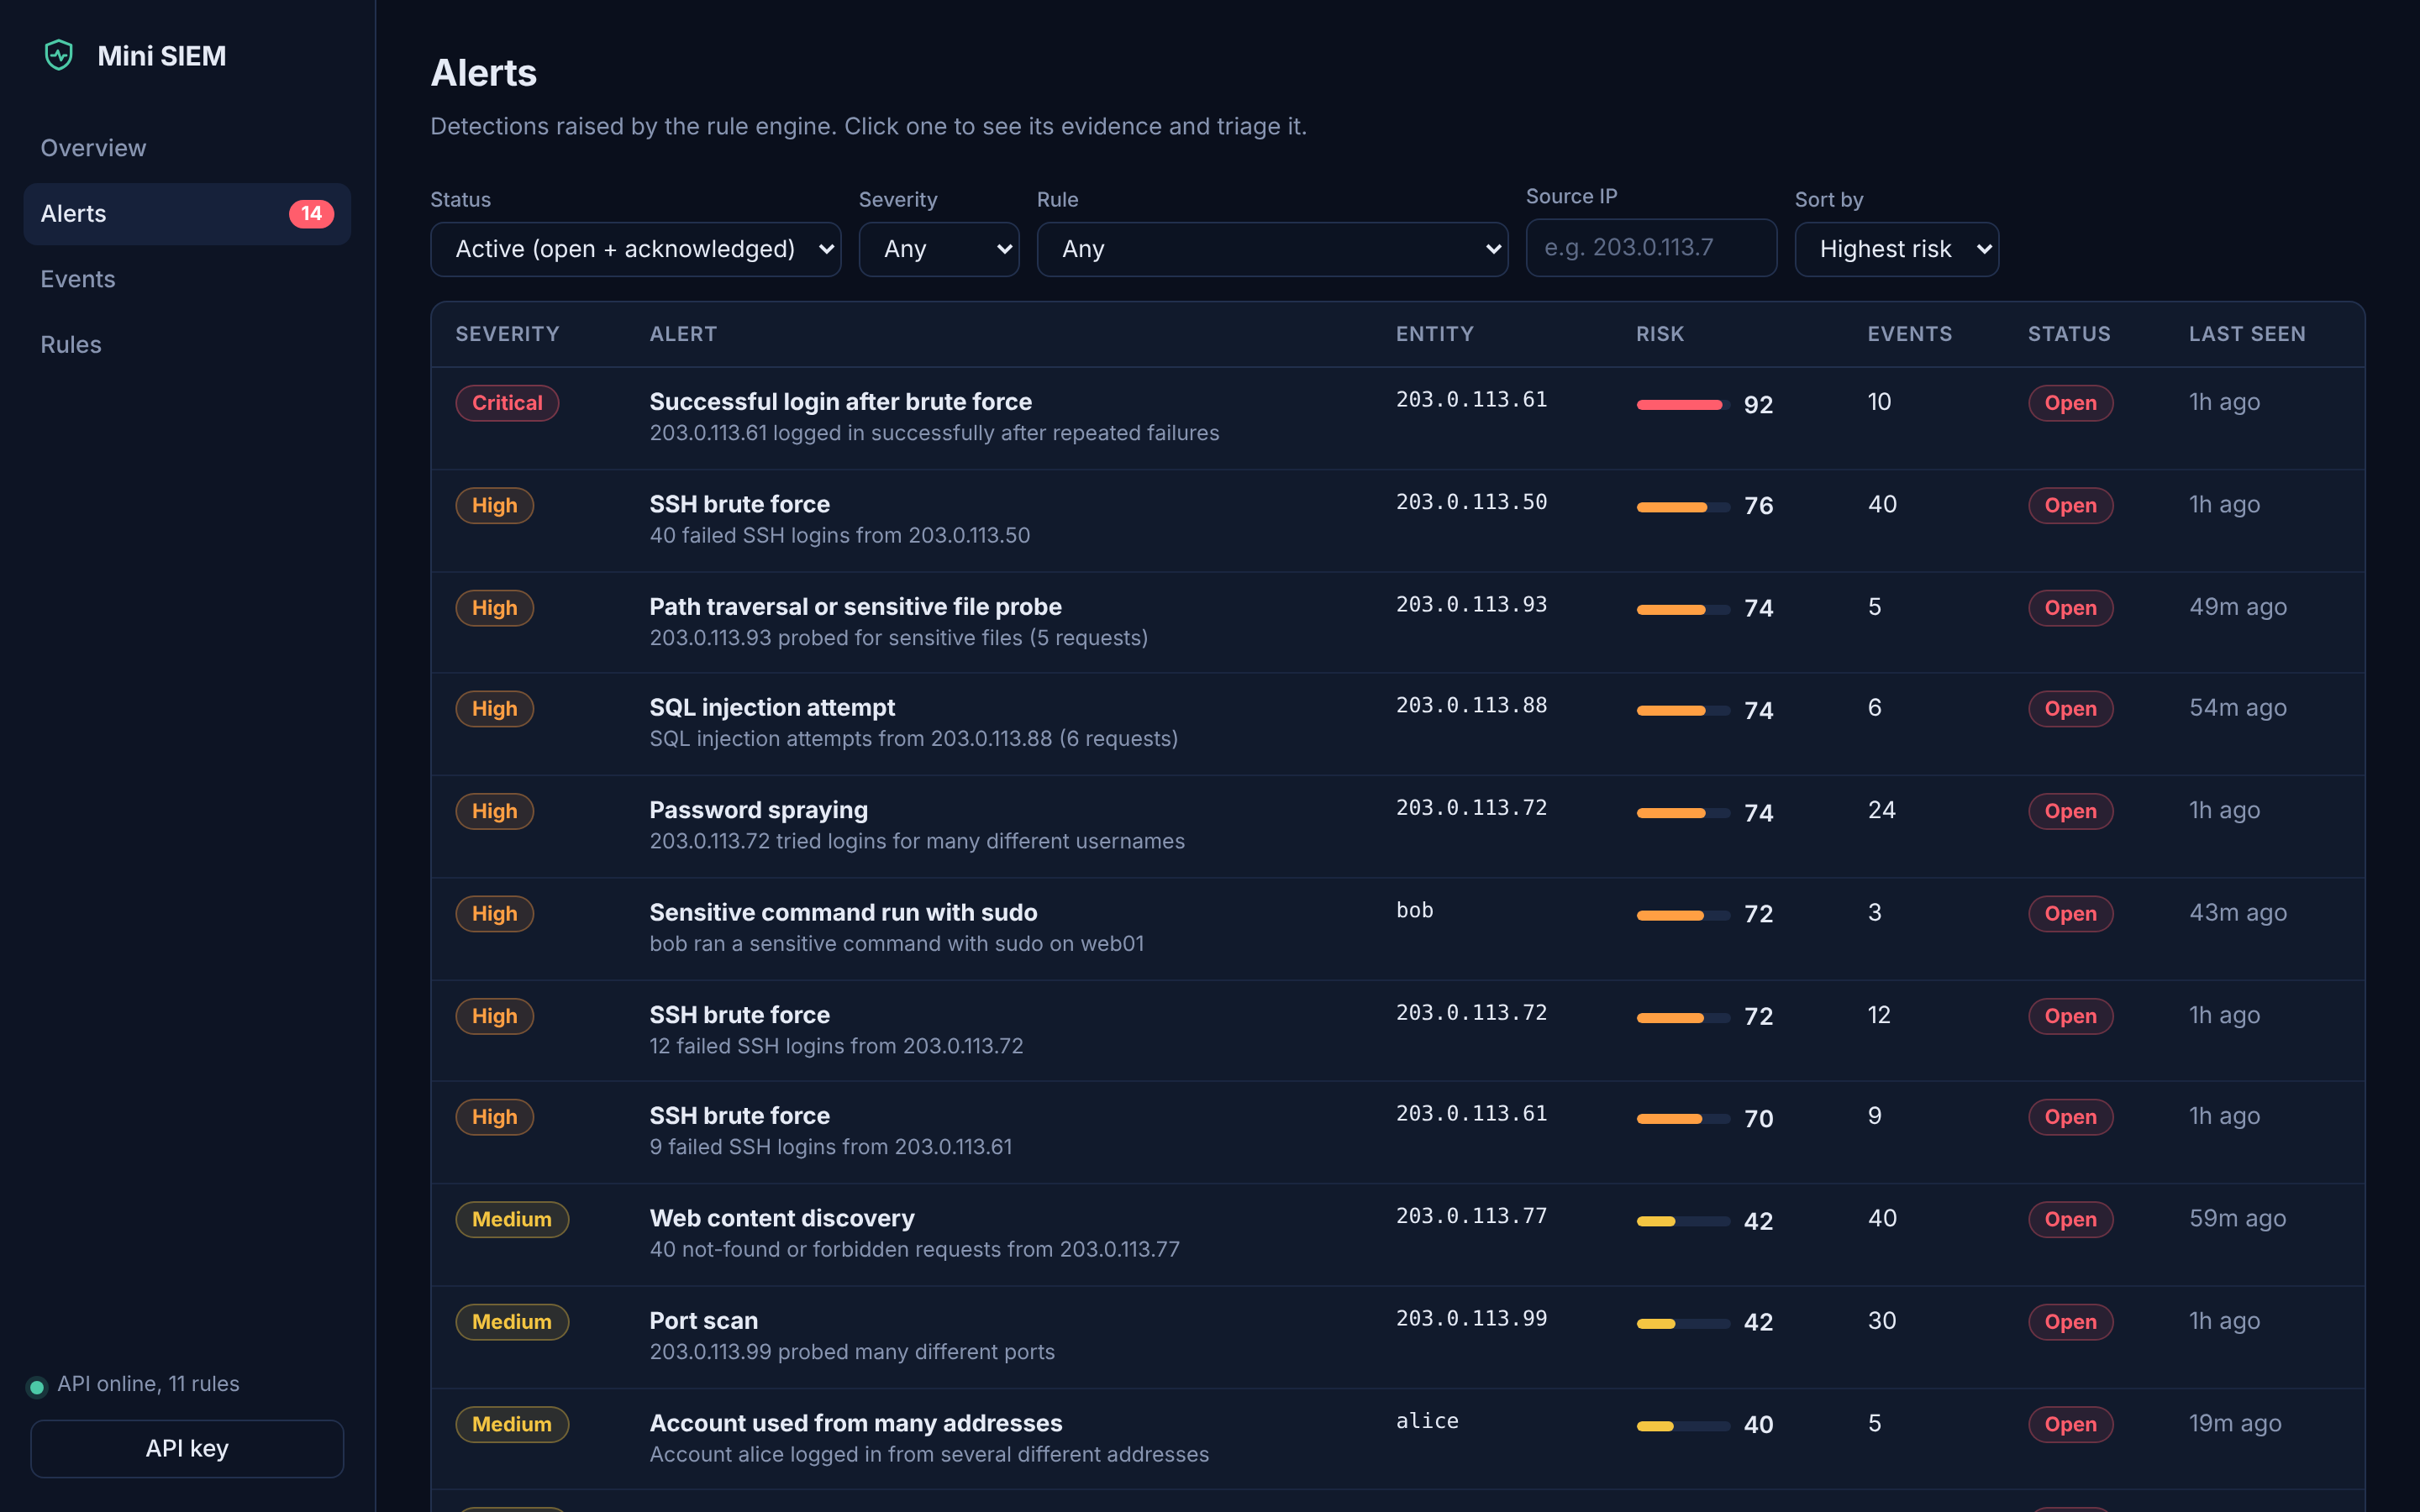 Mini SIEM
Overview
Alerts 14
Events
Rules
API online, 11 rules
API key
Alerts
Detections raised by the rule engine. Click one to see its evidence and triage it.
Status Severity Rule Source IP Sort by
Active (open + acknowledged) Any Any e.g. 203.0.113.7 Highest risk
SEVERITY ALERT ENTITY RISK EVENTS STATUS LAST SEEN
Critical Successful login after brute force 203.0.113.61 92 10 Open 1h ago
203.0.113.61 logged in successfully after repeated failures
High SSH brute force 203.0.113.50 76 40 Open 1h ago
40 failed SSH logins from 203.0.113.50
High Path traversal or sensitive file probe 203.0.113.93 74 5 Open 49m ago
203.0.113.93 probed for sensitive files (5 requests)
High SQL injection attempt 203.0.113.88 74 6 Open 54m ago
SQL injection attempts from 203.0.113.88 (6 requests)
High Password spraying 203.0.113.72 74 24 Open 1h ago
203.0.113.72 tried logins for many different usernames
High Sensitive command run with sudo bob 72 3 Open 43m ago
bob ran a sensitive command with sudo on web01
High SSH brute force 203.0.113.72 72 12 Open 1h ago
12 failed SSH logins from 203.0.113.72
High SSH brute force 203.0.113.61 70 9 Open 1h ago
9 failed SSH logins from 203.0.113.61
Medium Web content discovery 203.0.113.77 42 40 Open 59m ago
40 not-found or forbidden requests from 203.0.113.77
Medium Port scan 203.0.113.99 42 30 Open 1h ago
203.0.113.99 probed many different ports
Medium Account used from many addresses alice 40 5 Open 19m ago
Account alice logged in from several different addresses